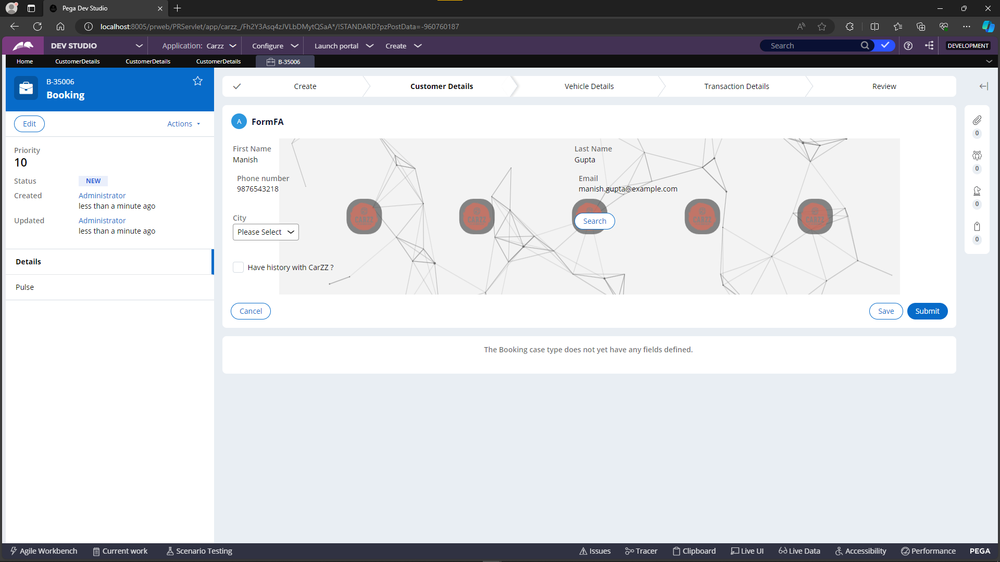 Pega Dev Studio
localhost:8005/prweb/PRServlet/app/carzz_/Fh2Y3Asq4zJVLbDMytQSaA*/!STANDARD?pzPostData=-960760187
DEV STUDIO
Application: Carzz
Configure
Launch portal
Create
Search
DEVELOPMENT
Home
CustomerDetails
CustomerDetails
CustomerDetails
B-35006
B-35006
Booking
Edit
Actions
Priority
10
Status NEW
Created Administrator
less than a minute ago
Updated Administrator
less than a minute ago
Details
Pulse
Create
Customer Details
Vehicle Details
Transaction Details
Review
A FormFA
First Name
Manish
Last Name
Gupta
Phone number
9876543218
Email
manish.gupta@example.com
CARZZ
CARZZ
CARZZ
CARZZ
City
Please Select
Search
Have history with CarZZ ?
Cancel
Save
Submit
The Booking case type does not yet have any fields defined.
0
0
0
0
Agile Workbench
Current work
Scenario Testing
Issues
Tracer
Clipboard
Live UI
Live Data
Accessibility
Performance
PEGA